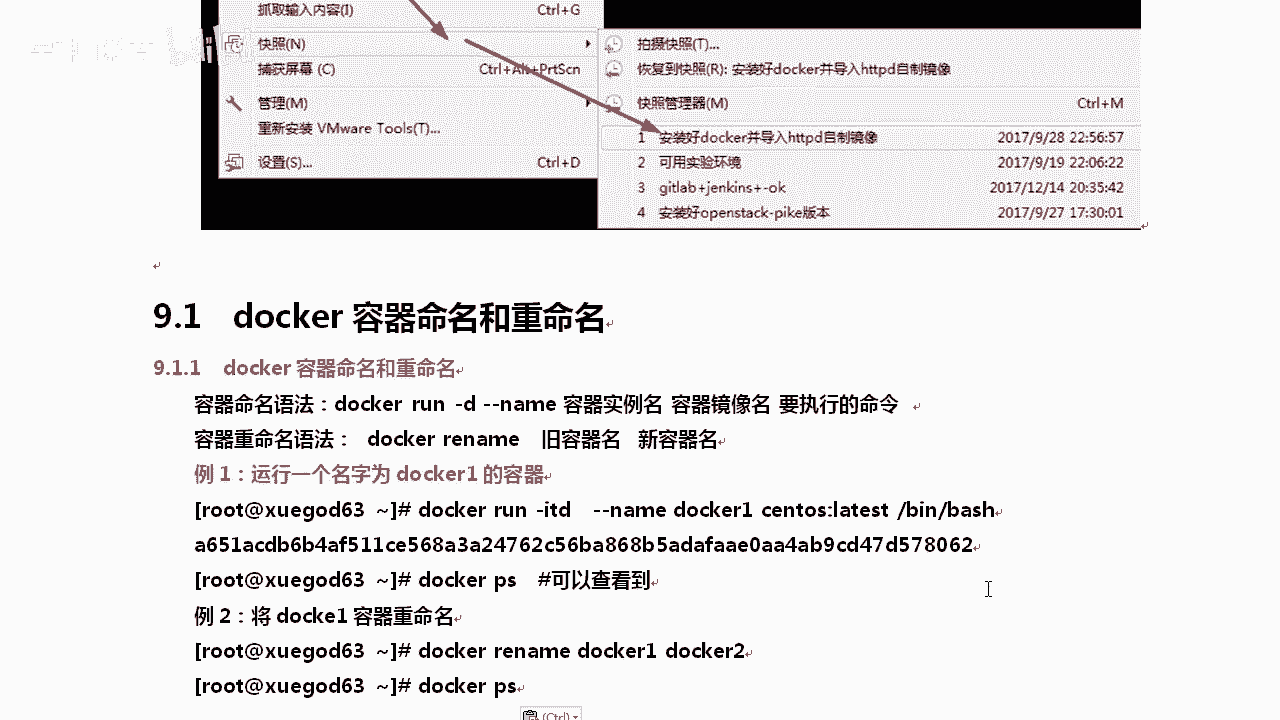 抓取输入内容(I) Ctrl+G
快照(N)
捕获屏幕 (C) Ctrl+Alt+PrtScn
管理(M)
重新安装 VMware Tools(T)...
设置(S)... Ctrl+D
拍摄快照(T)...
恢复到快照(R): 安装好docker并导入httpd自制镜像
快照管理器(M) Ctrl+M
1 安装好docker并导入httpd自制镜像 2017/9/28 22:56:57
2 可用实验环境 2017/9/19 22:06:22
3 gitlab+jenkins+-ok 2017/12/14 20:35:42
4 安装好openstack-pike版本 2017/9/27 17:30:01
9.1 docker 容器命名和重命名
9.1.1 docker 容器命名和重命名
容器命名语法：docker run -d --name 容器实例名 容器镜像名 要执行的命令
容器重命名语法： docker rename 旧容器名 新容器名
例 1：运行一个名字为 docker1 的容器
[root@xuegod63 ~]# docker run -itd --name docker1 centos:latest /bin/bash
a651acdb6b4af511ce568a3a24762c56ba868b5adafaae0aa4ab9cd47d578062
[root@xuegod63 ~]# docker ps #可以查看到
例 2：将 docke1 容器重命名
[root@xuegod63 ~]# docker rename docker1 docker2
[root@xuegod63 ~]# docker ps
(Ctrl)